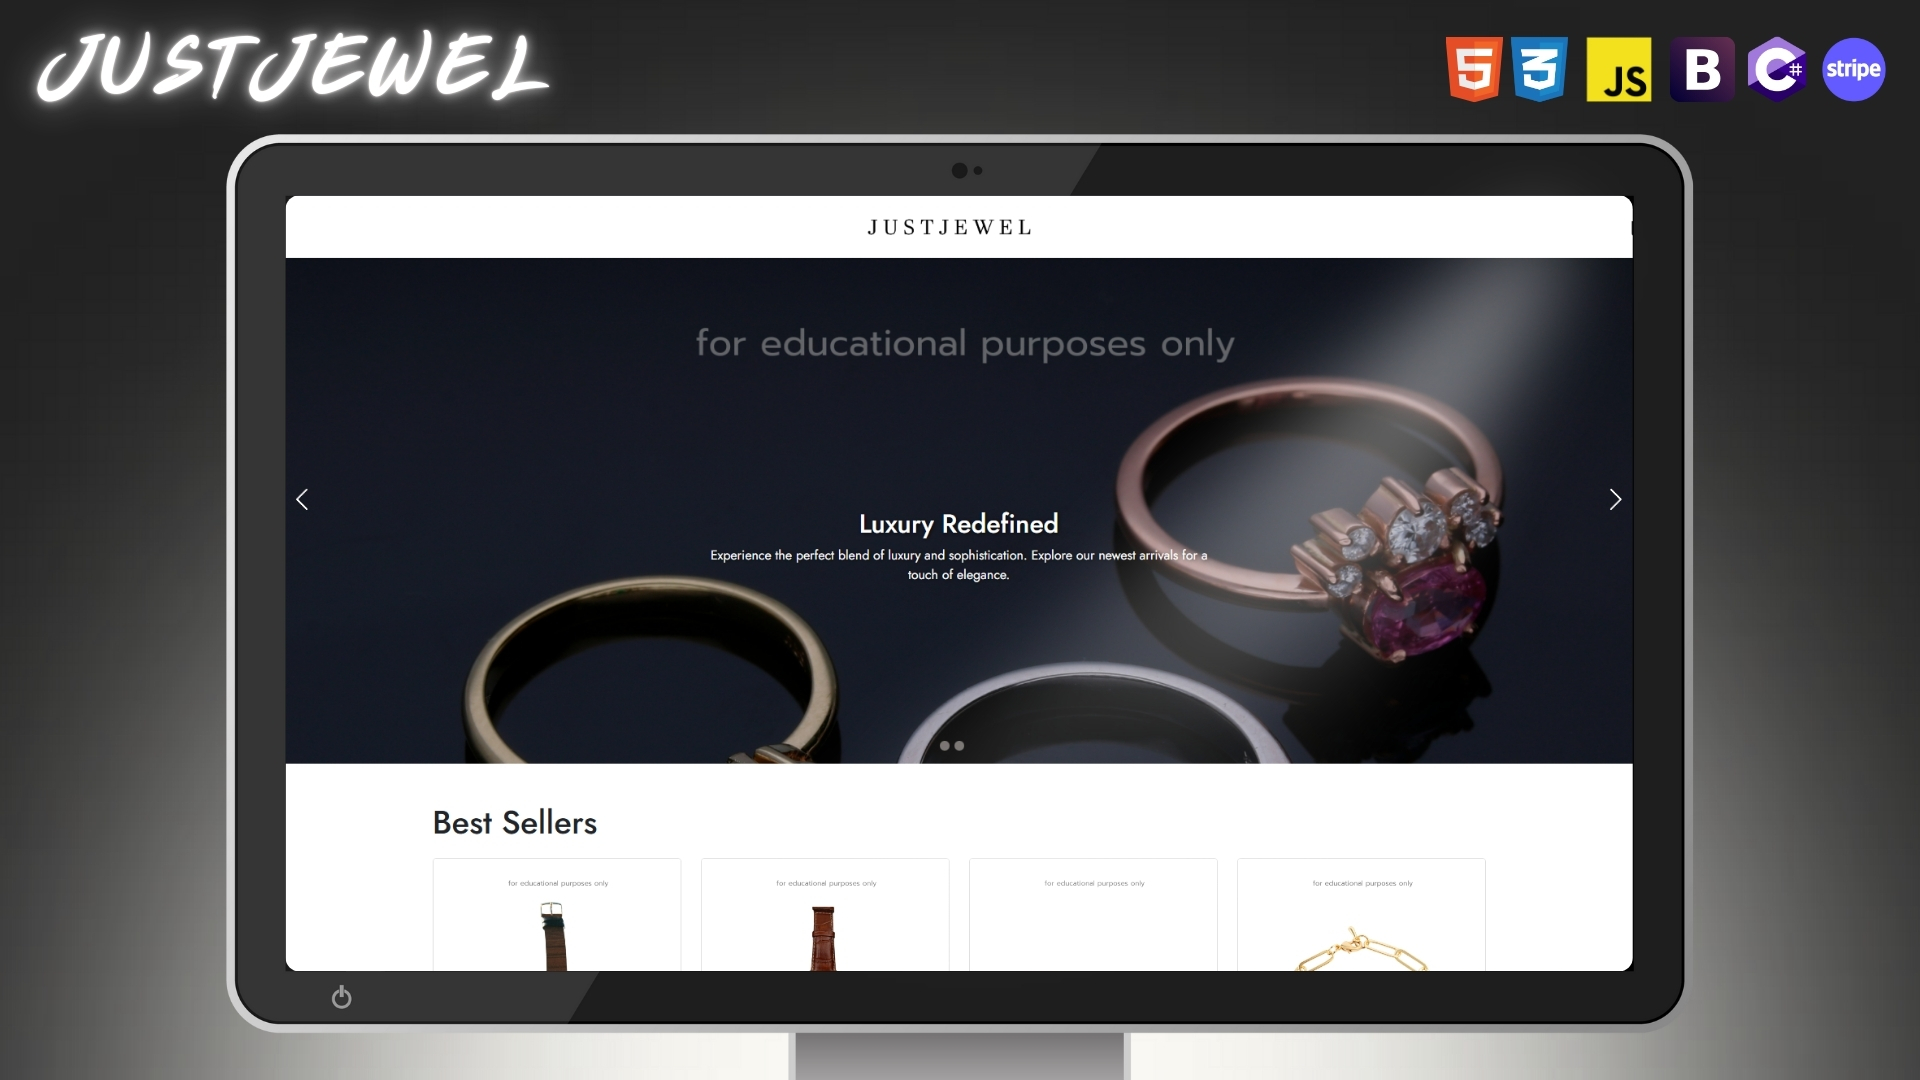 JUSTJEWEL
5 3 JS B C# stripe
JUSTJEWEL
for educational purposes only
Luxury Redefined
Experience the perfect blend of luxury and sophistication. Explore our newest arrivals for a
touch of elegance.
Best Sellers
for educational purposes only
for educational purposes only
for educational purposes only
for educational purposes only